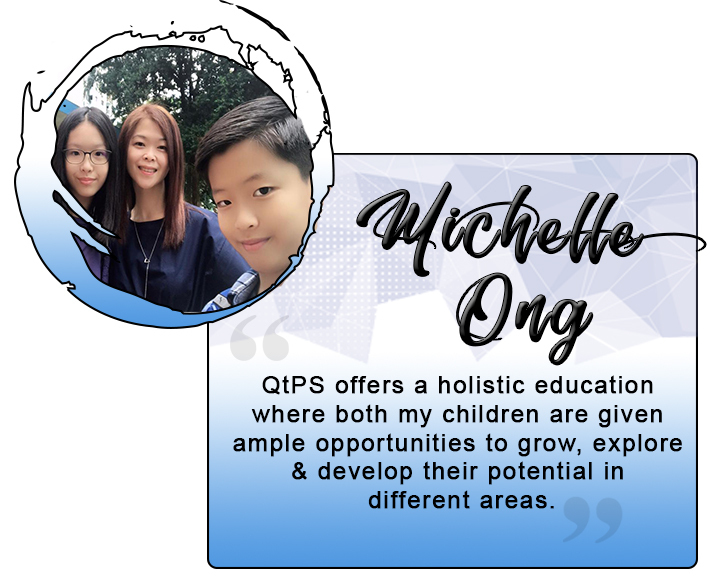 Michelle
Ong
“
QtPS offers a holistic education
where both my children are given
ample opportunities to grow, explore
& develop their potential in
different areas.
”